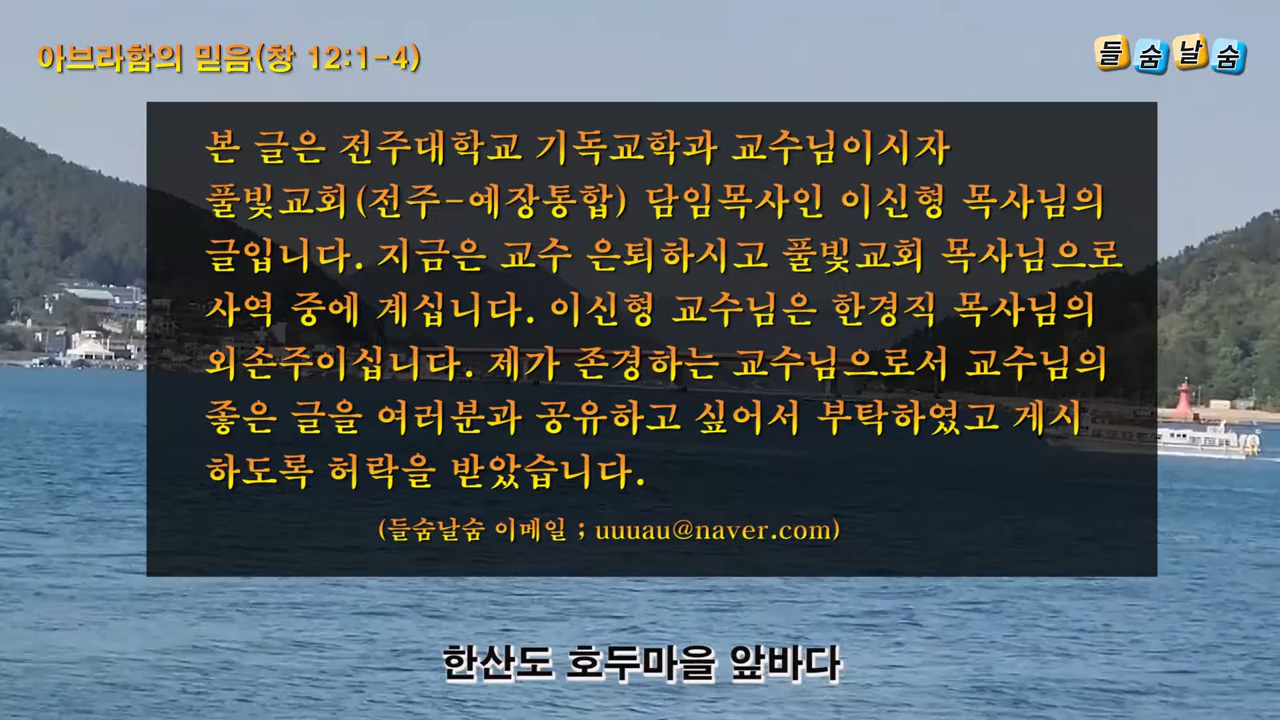 아브라함의 믿음(창 12:1-4)
들숨날숨
본 글은 전주대학교 기독교학과 교수님이시자
풀빛교회(전주-예장통합) 담임목사인 이신형 목사님의
글입니다. 지금은 교수 은퇴하시고 풀빛교회 목사님으로
사역 중에 계십니다. 이신형 교수님은 한경직 목사님의
외손주이십니다. 제가 존경하는 교수님으로서 교수님의
좋은 글을 여러분과 공유하고 싶어서 부탁하였고 게시
하도록 허락을 받았습니다.
(들숨날숨 이메일 ; uuuau@naver.com)
한산도 호두마을 앞바다